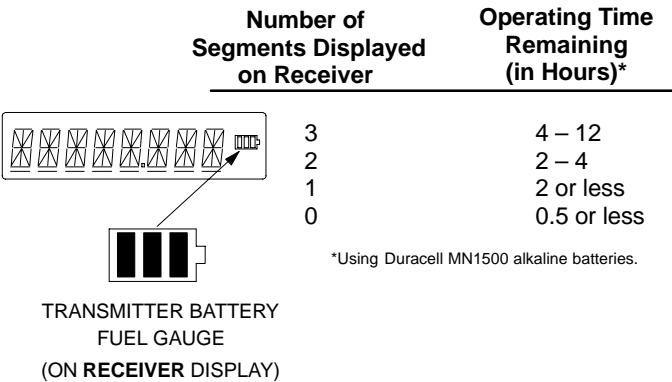 Number of
Segments Displayed
on Receiver
Operating Time
Remaining
(in Hours)*
3 4 – 12
2 2 – 4
1 2 or less
0 0.5 or less
*Using Duracell MN1500 alkaline batteries.
TRANSMITTER BATTERY
FUEL GAUGE
(ON RECEIVER DISPLAY)